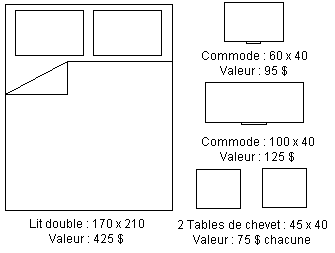 Commode : 60 x 40
Valeur : 95 $
Commode : 100 x 40
Valeur : 125 $
Lit double : 170 x 210
Valeur : 425 $
2 Tables de chevet : 45 x 40
Valeur : 75 $ chacune